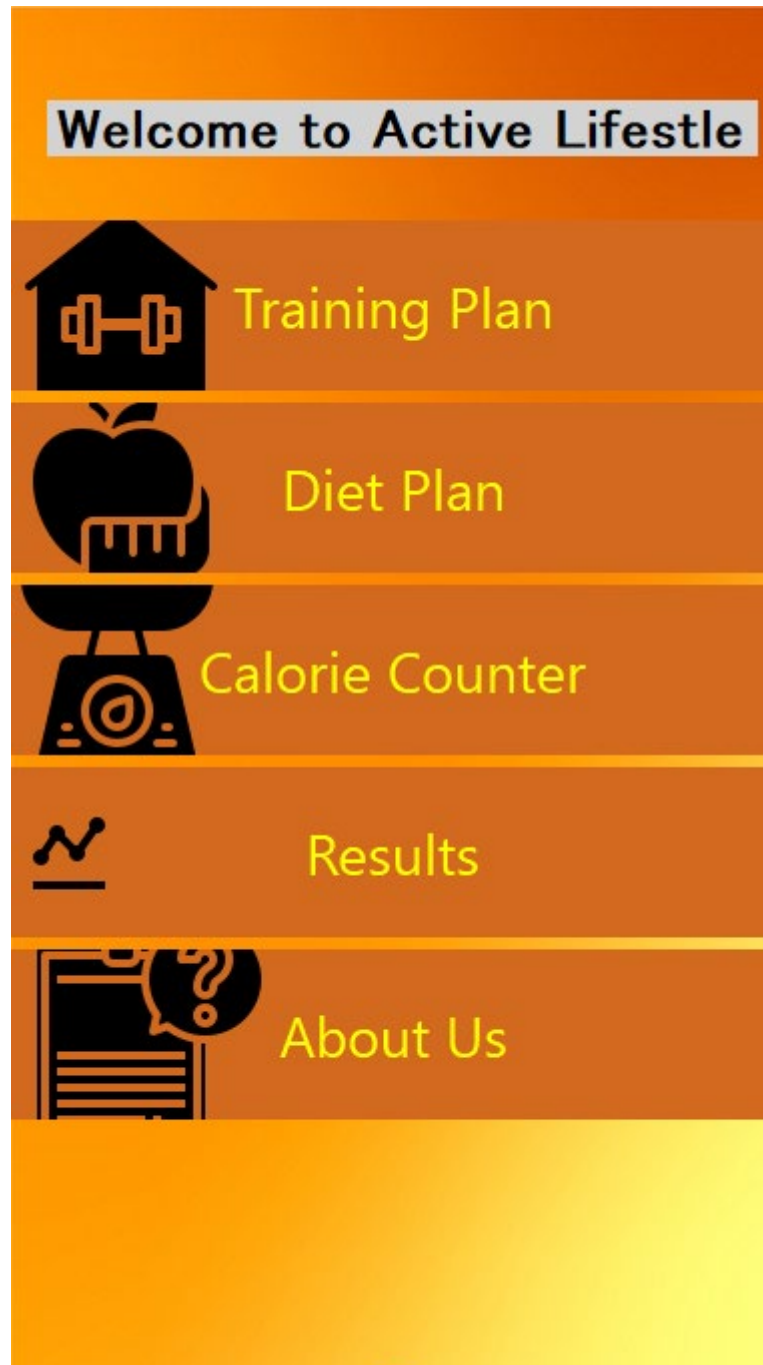 Welcome to Active Lifestle
Training Plan
Diet Plan
Calorie Counter
Results
About Us